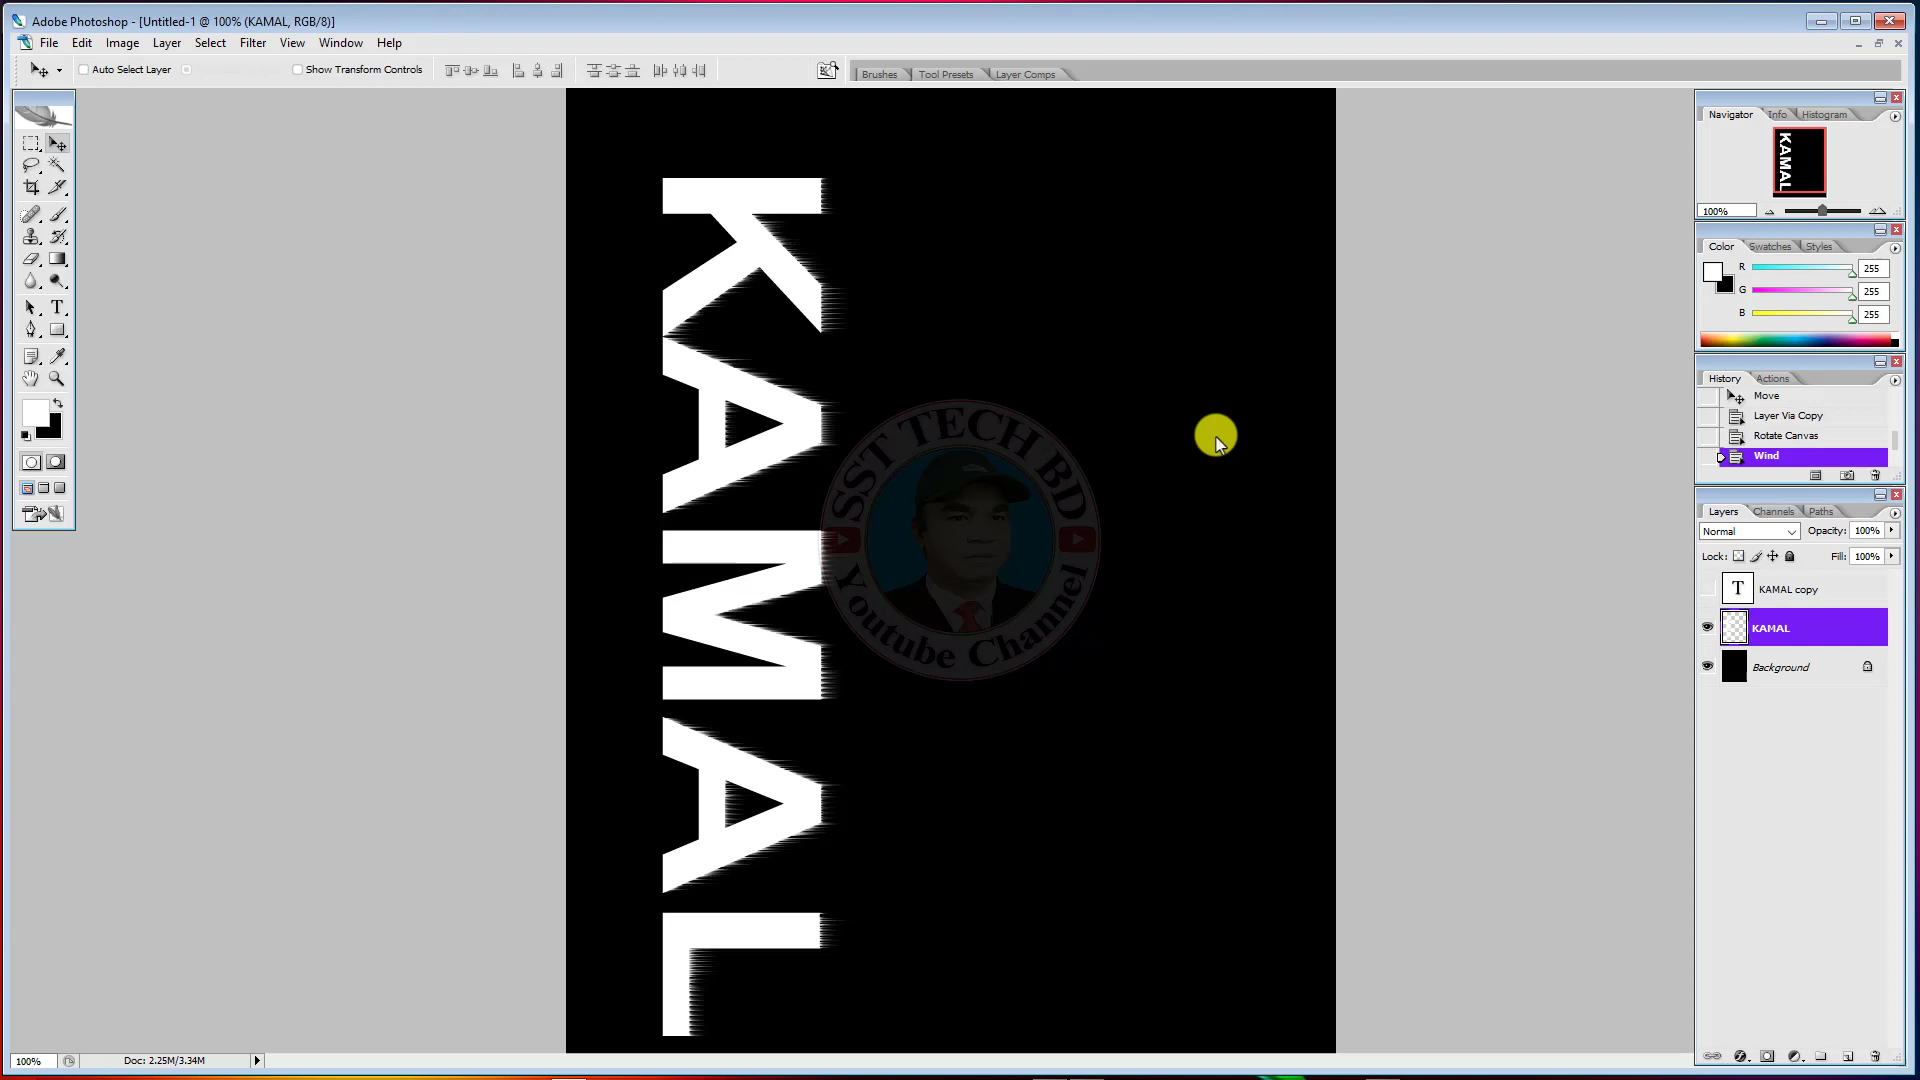 Adobe Photoshop - [Untitled-1 @ 100% (KAMAL, RGB/8)]
File Edit Image Layer Select Filter View Window Help
Auto Select Layer Show Transform Controls Brushes Tool Presets Layer Comps
KAMAL
SST TECH BD
Youtube Channel
Navigator Info Histogram
KAMAL
100%
Color Swatches Styles
R 255
G 255
B 255
History Actions
Move
Layer Via Copy
Rotate Canvas
Wind
Layers Channels Paths
Normal Opacity: 100%
Lock: Fill: 100%
T KAMAL copy
KAMAL
Background
100% Doc: 2.25M/3.34M